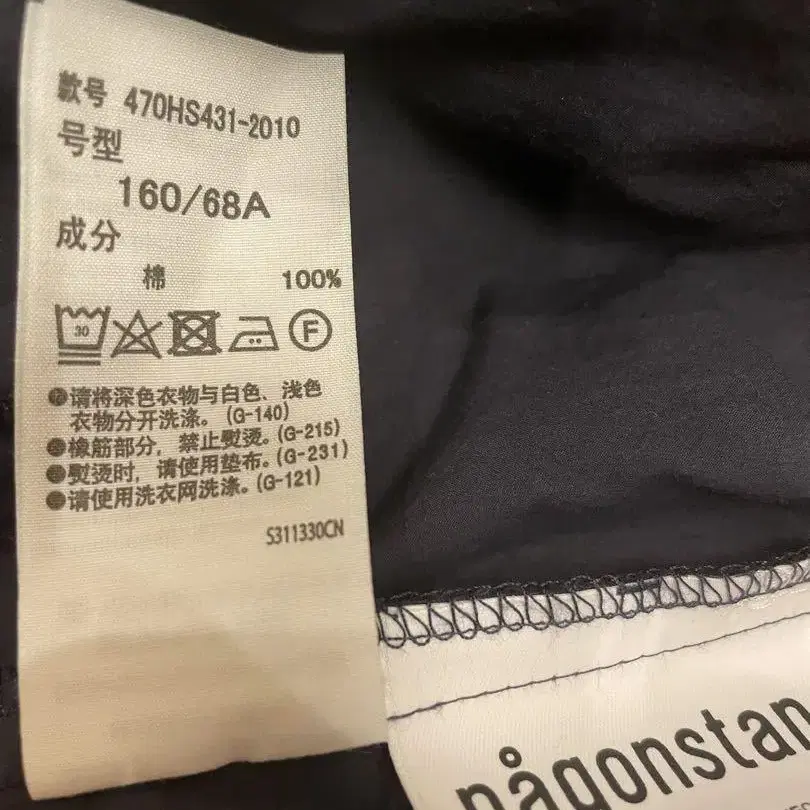 款号 470HS431-2010
号型
160/68A
成分
棉 100%
30
F
●请将深色衣物与白色、浅色
衣物分开洗涤。(G-140)
●橡筋部分，禁止熨烫。(G-215)
●熨烫时，请使用垫布。(G-231)
●请使用洗衣网洗涤。(G-121)
S311330CN
någonstan